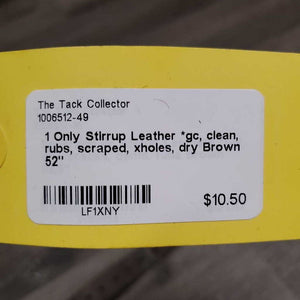 The Tack Collector
1006512-49
1 Only Stirrup Leather *gc, clean,
rubs, scraped, xholes, dry Brown
52"
$10.50
LF1XNY